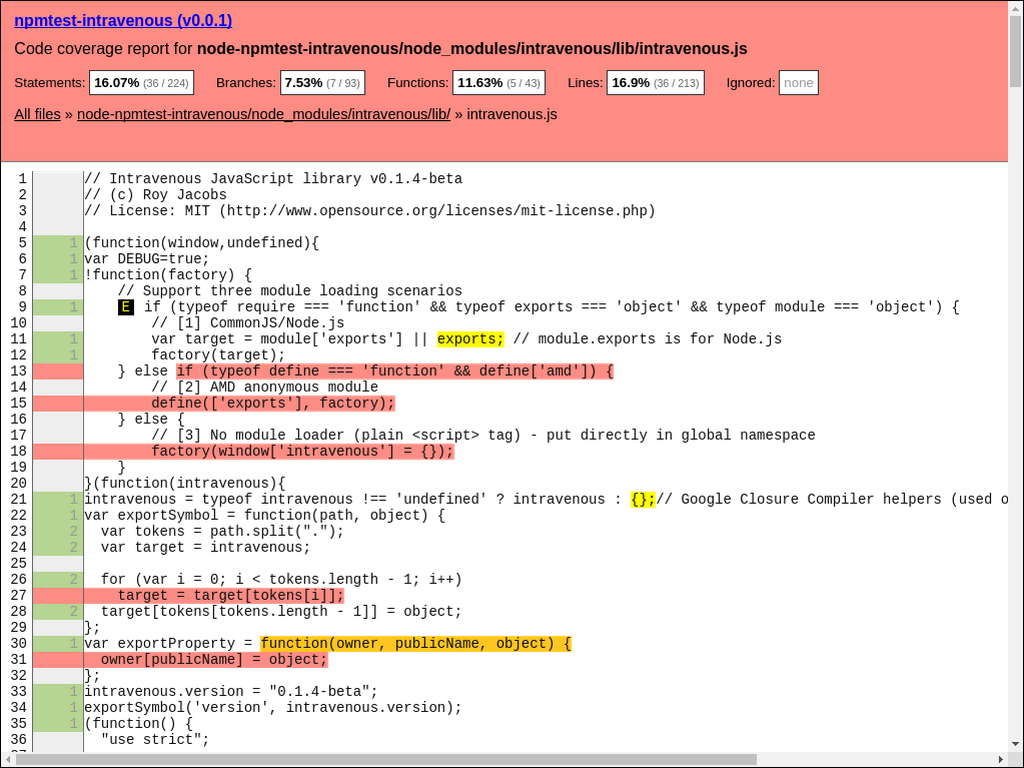 npmtest-intravenous (v0.0.1)
Code coverage report for node-npmtest-intravenous/node_modules/intravenous/lib/intravenous.js
Statements: 16.07% (36 / 224) Branches: 7.53% (7 / 93) Functions: 11.63% (5 / 43) Lines: 16.9% (36 / 213) Ignored: none
All files » node-npmtest-intravenous/node_modules/intravenous/lib/ » intravenous.js
1 // Intravenous JavaScript library v0.1.4-beta
2 // (c) Roy Jacobs
3 // License: MIT (http://www.opensource.org/licenses/mit-license.php)
4
5 1 (function(window,undefined){
6 1 var DEBUG=true;
7 1 !function(factory) {
8     // Support three module loading scenarios
9 1     E if (typeof require === 'function' && typeof exports === 'object' && typeof module === 'object') {
10         // [1] CommonJS/Node.js
11 1         var target = module['exports'] || exports; // module.exports is for Node.js
12 1         factory(target);
13     } else if (typeof define === 'function' && define['amd']) {
14         // [2] AMD anonymous module
15         define(['exports'], factory);
16     } else {
17         // [3] No module loader (plain <script> tag) - put directly in global namespace
18         factory(window['intravenous'] = {});
19     }
20 }(function(intravenous){
21 1 intravenous = typeof intravenous !== 'undefined' ? intravenous : {};// Google Closure Compiler helpers (used o
22 1 var exportSymbol = function(path, object) {
23 2   var tokens = path.split(".");
24 2   var target = intravenous;
25
26 2   for (var i = 0; i < tokens.length - 1; i++)
27     target = target[tokens[i]];
28 2   target[tokens[tokens.length - 1]] = object;
29 };
30 1 var exportProperty = function(owner, publicName, object) {
31   owner[publicName] = object;
32 };
33 1 intravenous.version = "0.1.4-beta";
34 1 exportSymbol('version', intravenous.version);
35 1 (function() {
36   "use strict";